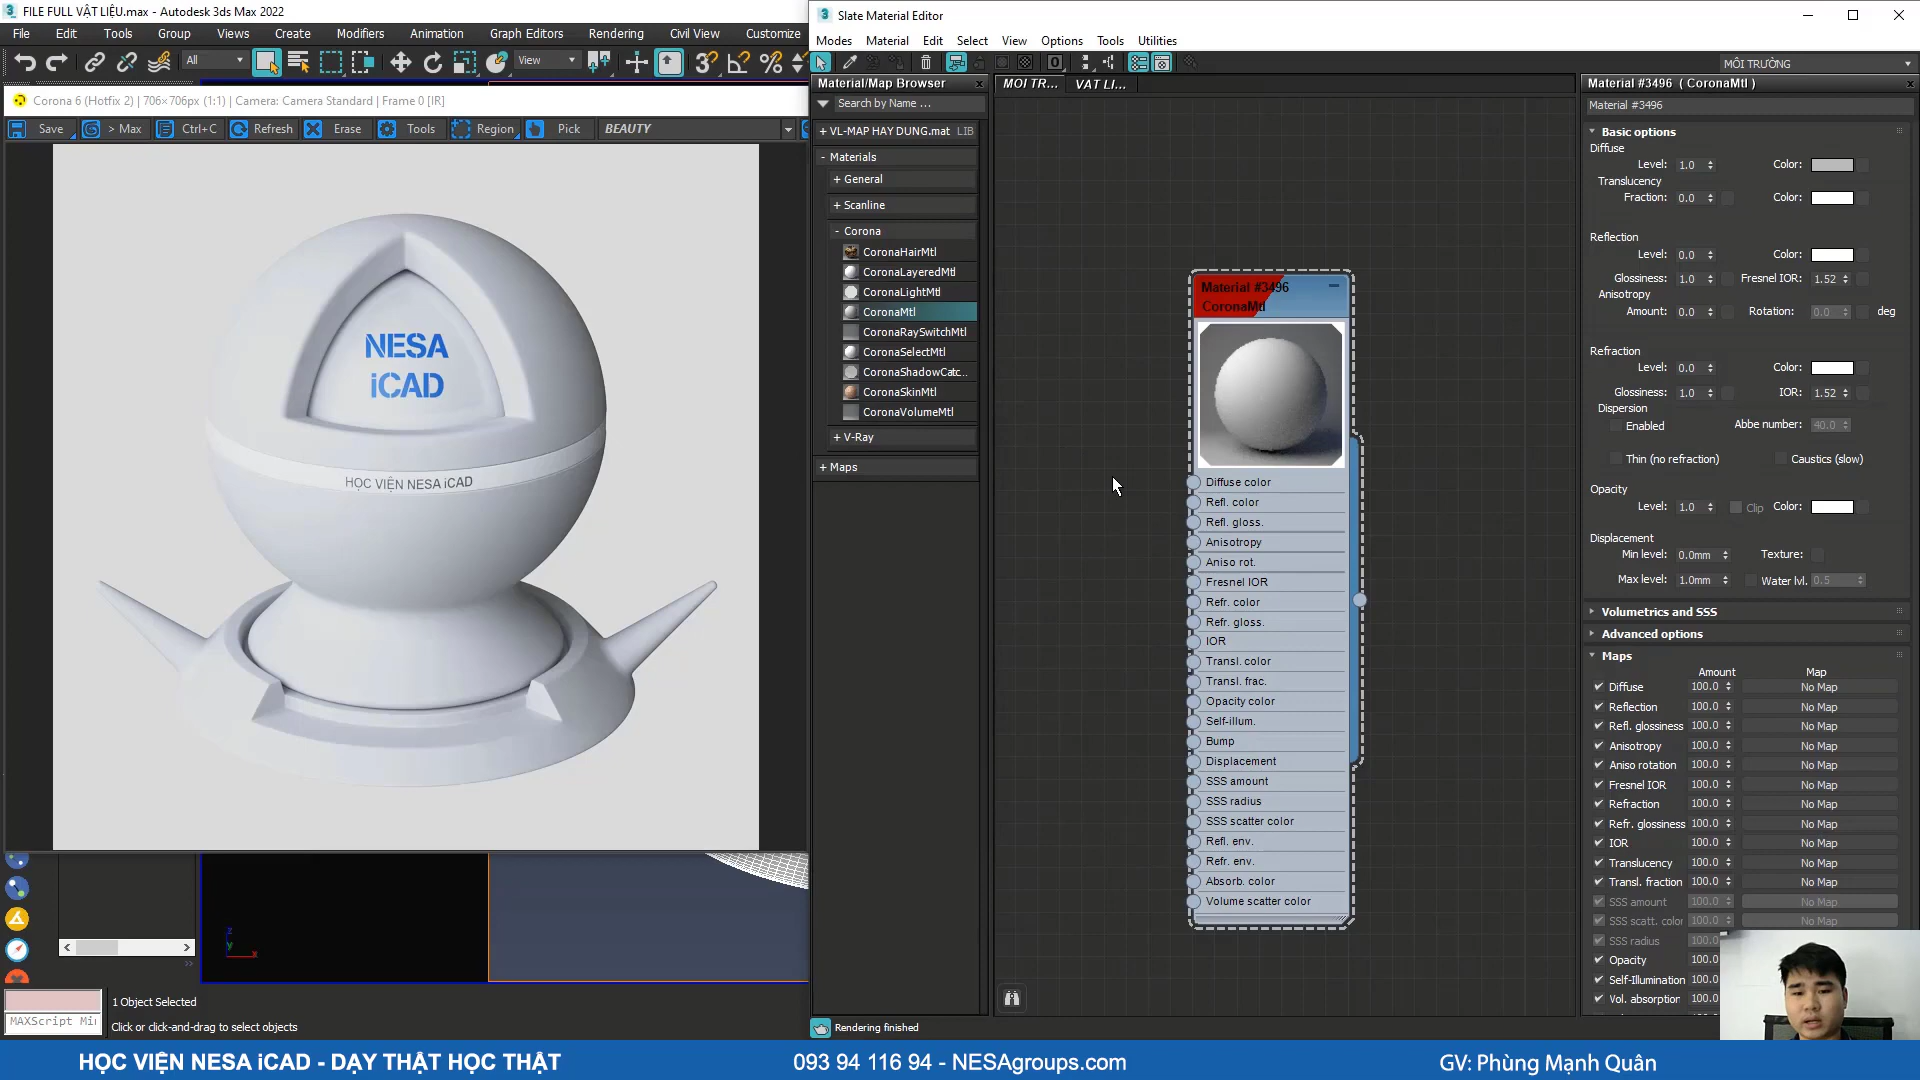 FILE FULL VẬT LIỆU.max - Autodesk 3ds Max 2022
File Edit Tools Group Views Create Modifiers Animation Graph Editors Rendering Civil View Customize
All View
Corona 6 (Hotfix 2) | 706×706px (1:1) | Camera: Camera Standard | Frame 0 [IR]
Save > Max Ctrl+C Refresh Erase Tools Region Pick BEAUTY
NESA
iCAD
HỌC VIỆN NESA iCAD
z
y
x
1 Object Selected
MAXScript Mi
Click or click-and-drag to select objects
Slate Material Editor
Modes Material Edit Select View Options Tools Utilities
MÔI TRƯỜNG
Material/Map Browser
Search by Name ...
+ VL-MAP HAY DUNG.mat LIB
- Materials
+ General
+ Scanline
- Corona
CoronaHairMtl
CoronaLayeredMtl
CoronaLightMtl
CoronaMtl
CoronaRaySwitchMtl
CoronaSelectMtl
CoronaShadowCatc...
CoronaSkinMtl
CoronaVolumeMtl
+ V-Ray
+ Maps
MOI TR... VAT LI...
Material #3496
CoronaMtl
Diffuse color
Refl. color
Refl. gloss.
Anisotropy
Aniso rot.
Fresnel IOR
Refr. color
Refr. gloss.
IOR
Transl. color
Transl. frac.
Opacity color
Self-illum.
Bump
Displacement
SSS amount
SSS radius
SSS scatter color
Refl. env.
Refr. env.
Absorb. color
Volume scatter color
Rendering finished
Material #3496 ( CoronaMtl )
Material #3496
Basic options
Diffuse
Level: 1.0 Color:
Translucency
Fraction: 0.0 Color:
Reflection
Level: 0.0 Color:
Glossiness: 1.0 Fresnel IOR: 1.52
Anisotropy
Amount: 0.0 Rotation: 0.0 deg
Refraction
Level: 0.0 Color:
Glossiness: 1.0 IOR: 1.52
Dispersion
Enabled Abbe number: 40.0
Thin (no refraction) Caustics (slow)
Opacity
Level: 1.0 Clip Color:
Displacement
Min level: 0.0mm Texture:
Max level: 1.0mm Water lvl. 0.5
Volumetrics and SSS
Advanced options
Maps
Amount Map
Diffuse 100.0 No Map
Reflection 100.0 No Map
Refl. glossiness 100.0 No Map
Anisotropy 100.0 No Map
Aniso rotation 100.0 No Map
Fresnel IOR 100.0 No Map
Refraction 100.0 No Map
Refr. glossiness 100.0 No Map
IOR 100.0 No Map
Translucency 100.0 No Map
Transl. fraction 100.0 No Map
SSS amount 100.0 No Map
SSS scatt. color 100.0 No Map
SSS radius 100.0
Opacity 100.0
Self-Illumination 100.0
Vol. absorption 100.0
HỌC VIỆN NESA iCAD - DẠY THẬT HỌC THẬT
093 94 116 94 - NESAgroups.com
GV: Phùng Mạnh Quân